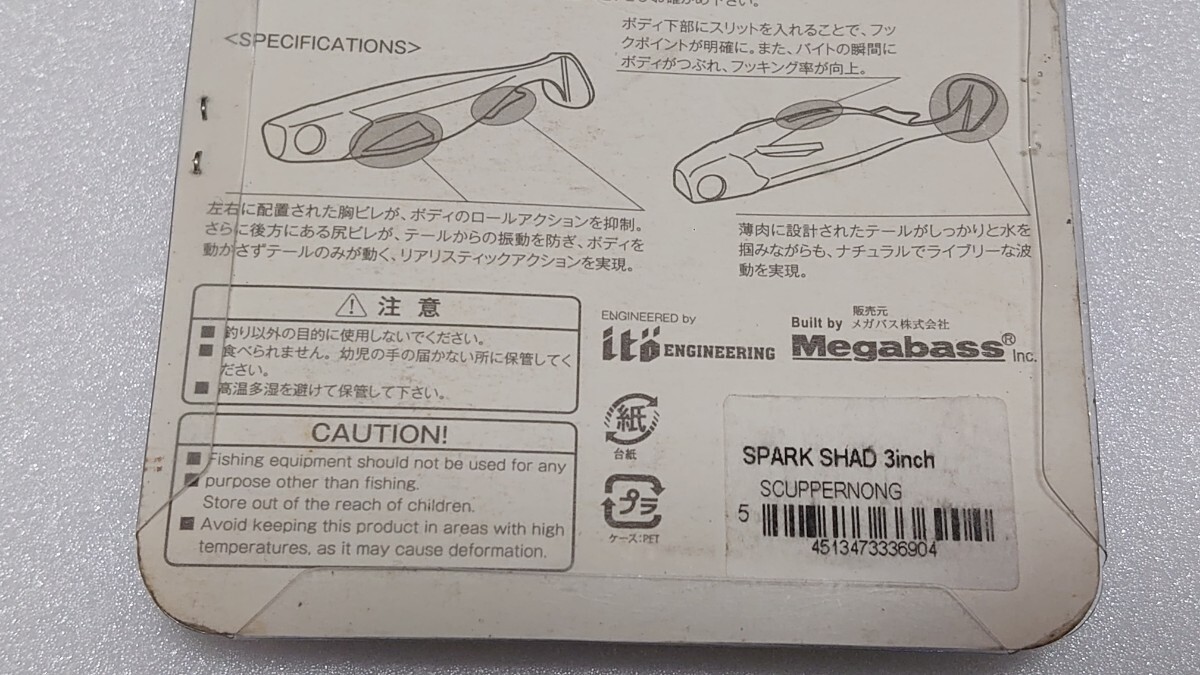 <SPECIFICATIONS>
ボディ下部にスリットを入れることで、フッ
クポイントが明確に。また、バイトの瞬間に
ボディがつぶれ、フッキング率が向上。
左右に配置された胸ビレが、ボディのロールアクションを抑制。
さらに後方にある尻ビレが、テールからの振動を防ぎ、ボディを
動かさずテールのみが動く、リアリスティックアクションを実現。
薄肉に設計されたテールがしっかりと水を
掴みながらも、ナチュラルでライブリーな波
動を実現。
⚠ 注意
■ 釣り以外の目的に使用しないでください。
■ 食べられません。幼児の手の届かない所に保管してく
ださい。
■ 高温多湿を避けて保管して下さい。
CAUTION!
■ Fishing equipment should not be used for any
■ purpose other than fishing.
Store out of the reach of children.
■ Avoid keeping this product in areas with high
temperatures, as it may cause deformation.
ENGINEERED by
itö ENGINEERING
販売元
Built by メガバス株式会社
Megabass® Inc.
紙
台紙
プラ
ケース:PET
SPARK SHAD 3inch
SCUPPERNONG
5
4513473336904